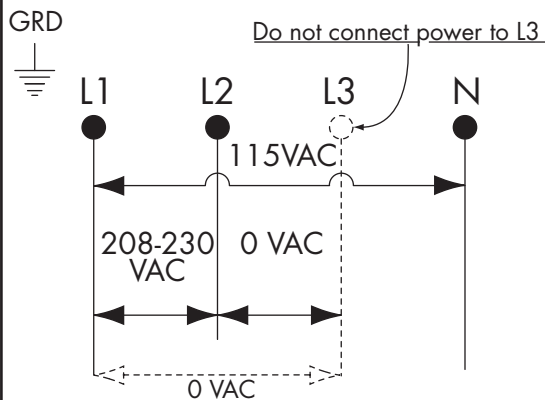 GRD
Do not connect power to L3
L1 L2 L3 N
115VAC
208-230
VAC
0 VAC
0 VAC